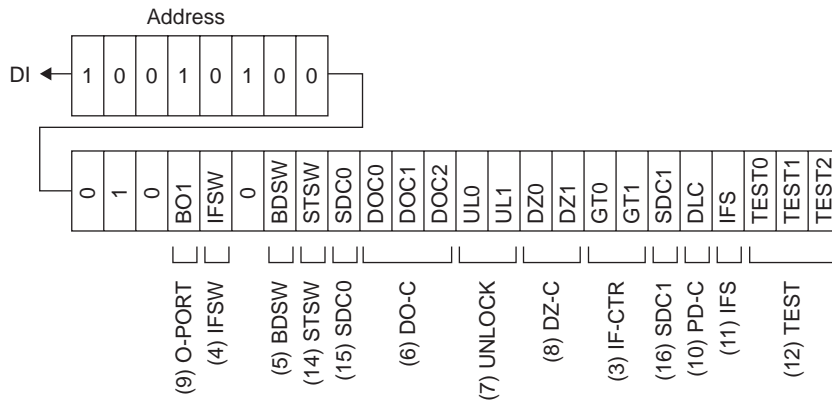 Address
DI 1 0 0 1 0 1 0 0
0 1 0 BO1 IFSW 0 BDSW STSW SDC0 DOC0 DOC1 DOC2 UL0 UL1 DZ0 DZ1 GT0 GT1 SDC1 DLC IFS TEST0 TEST1 TEST2
(9) O-PORT
(4) IFSW
(5) BDSW
(14) STSW
(15) SDC0
(6) DO-C
(7) UNLOCK
(8) DZ-C
(3) IF-CTR
(16) SDC1
(10) PD-C
(11) IFS
(12) TEST